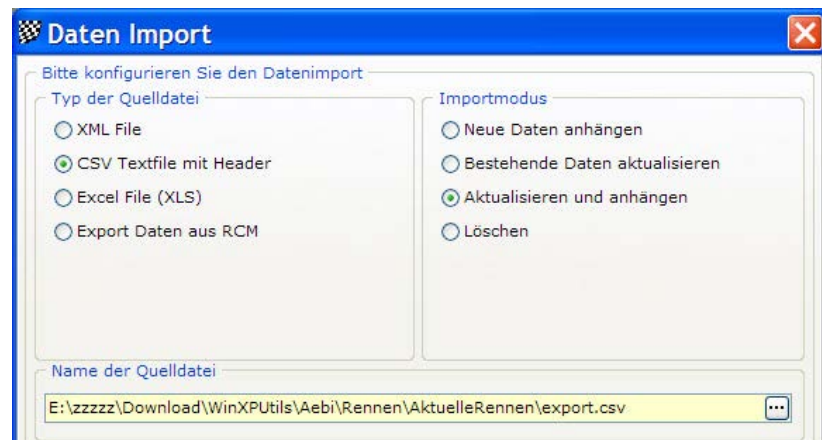 Daten Import
Bitte konfigurieren Sie den Datenimport
Typ der Quelldatei
XML File
CSV Textfile mit Header
Excel File (XLS)
Export Daten aus RCM
Importmodus
Neue Daten anhängen
Bestehende Daten aktualisieren
Aktualisieren und anhängen
Löschen
Name der Quelldatei
E:\zzzzz\Download\WinXPUtils\Aebi\Rennen\AktuelleRennen\export.csv
...